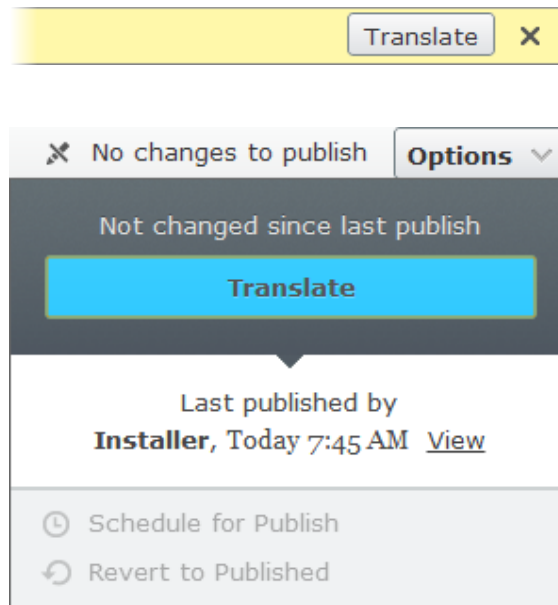 Translate
No changes to publish Options
Not changed since last publish
Translate
Last published by
Installer, Today 7:45 AM View
Schedule for Publish
Revert to Published